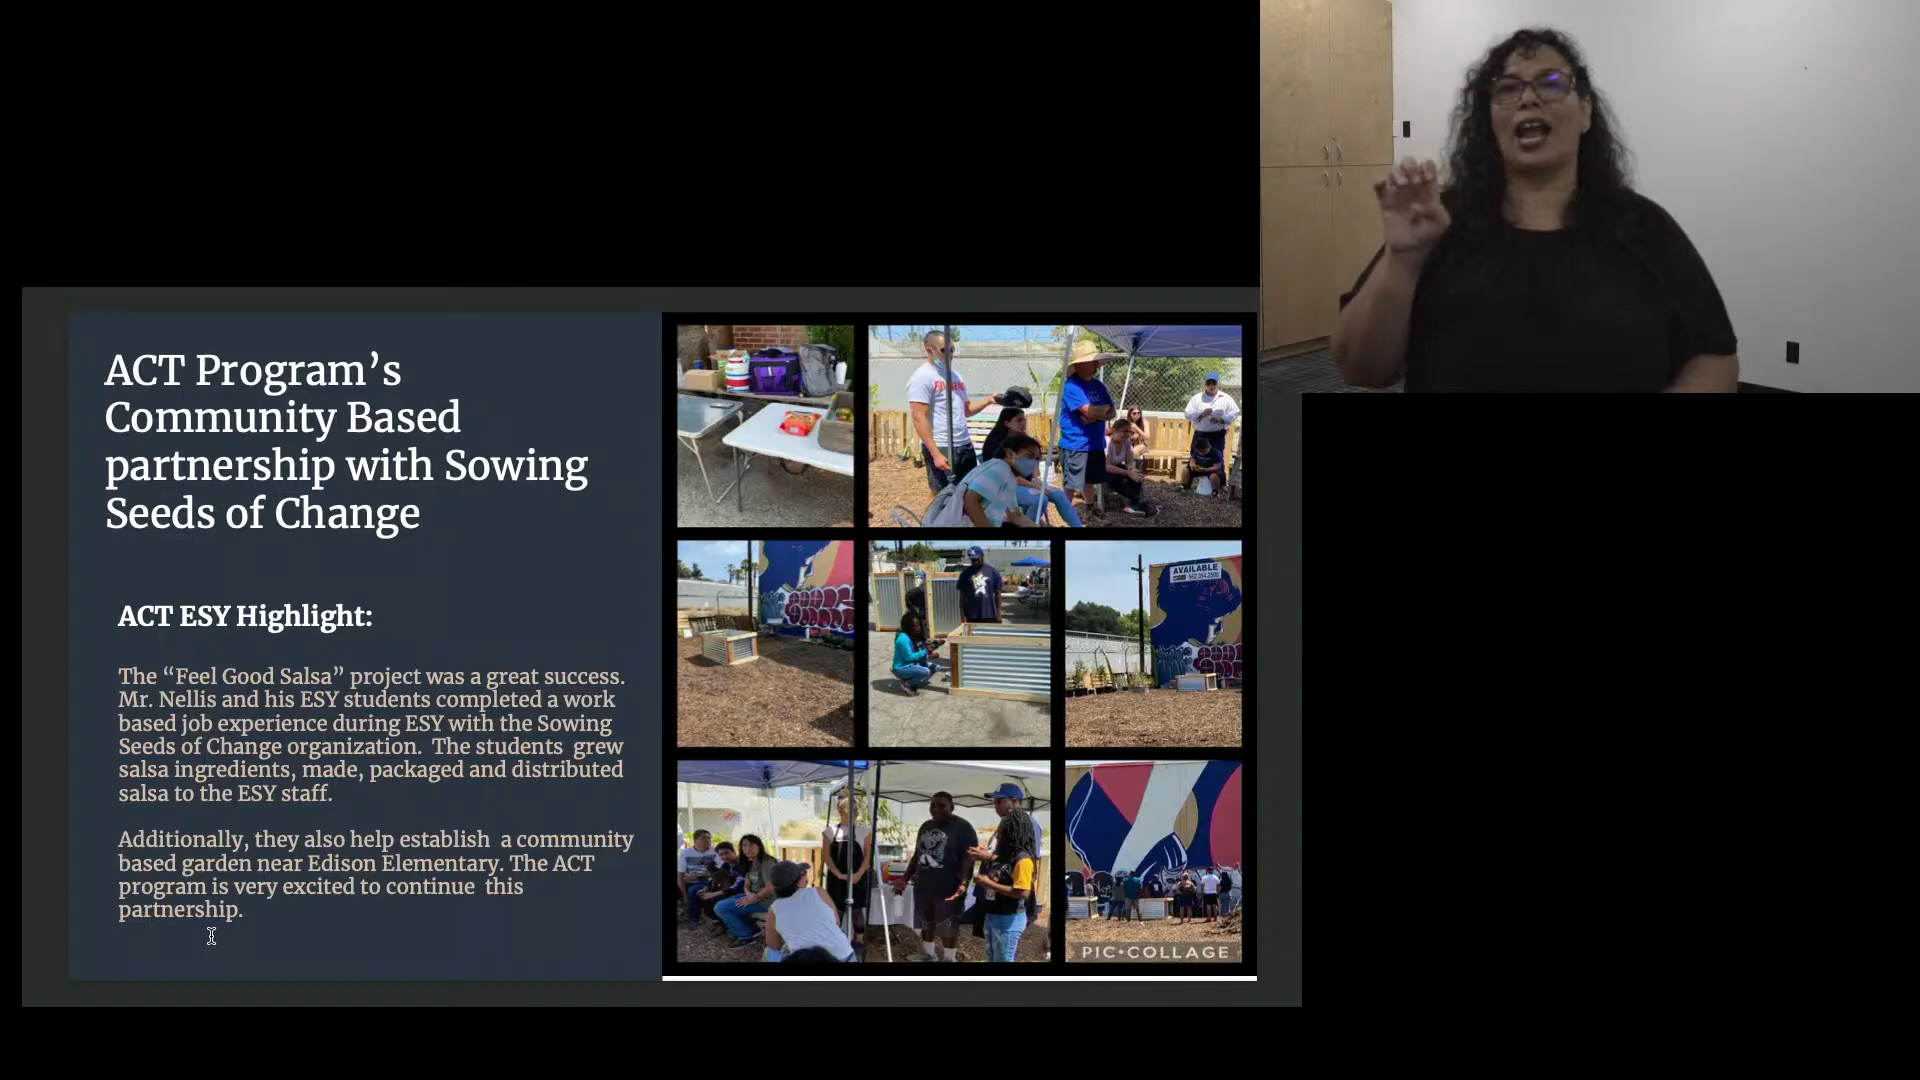 ACT Program’s
Community Based
partnership with Sowing
Seeds of Change
ACT ESY Highlight:
The “Feel Good Salsa” project was a great success.
Mr. Nellis and his ESY students completed a work
based job experience during ESY with the Sowing
Seeds of Change organization.  The students  grew
salsa ingredients, made, packaged and distributed
salsa to the ESY staff.
Additionally, they also help establish  a community
based garden near Edison Elementary. The ACT
program is very excited to continue  this
partnership.
AVAILABLE
PIC•COLLAGE